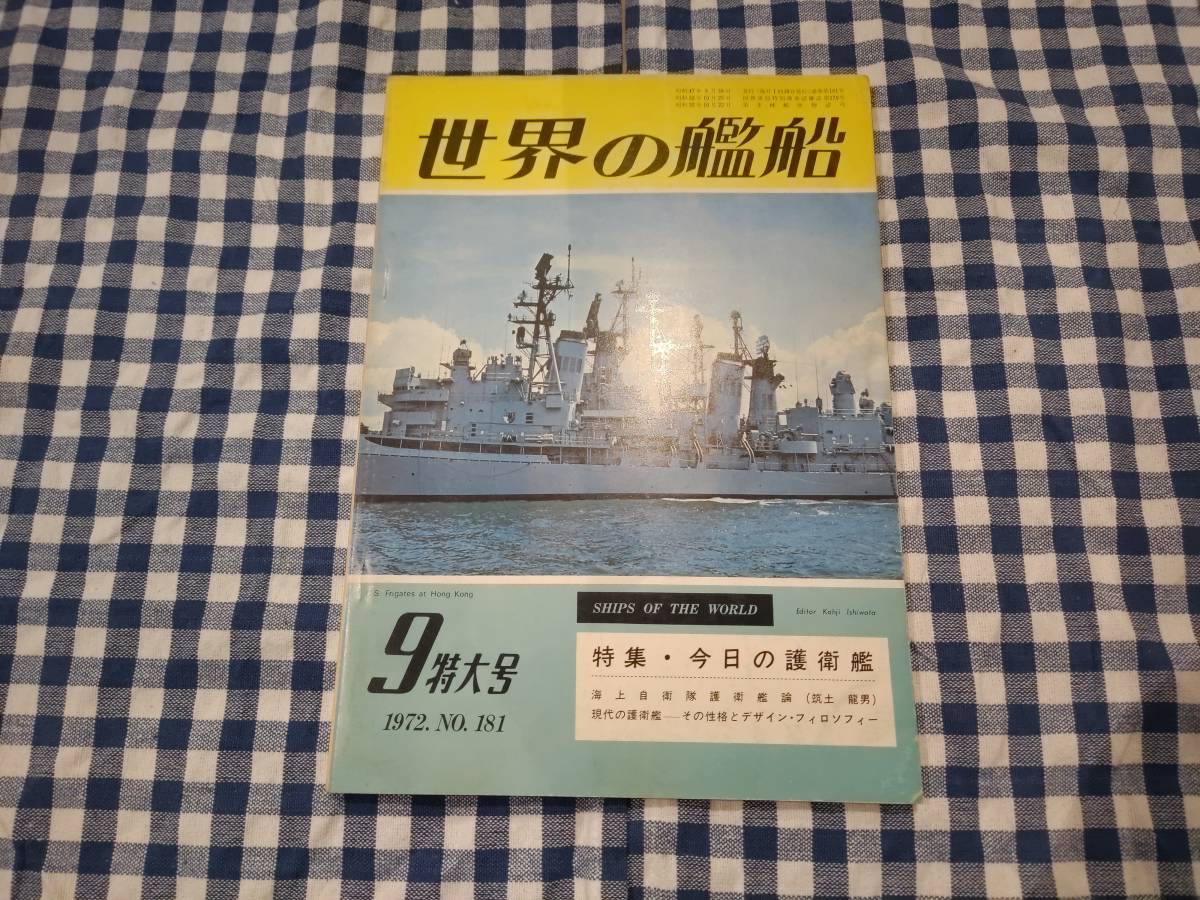 世界の艦船
S. Frigates at Hong Kong
SHIPS OF THE WORLD
Editor Kohji Ishiwata
9特大号
1972. NO. 181
特集・今日の護衛艦
海上自衛隊護衛艦論(筑土 龍男)
現代の護衛艦——その性格とデザイン・フィロソフィー